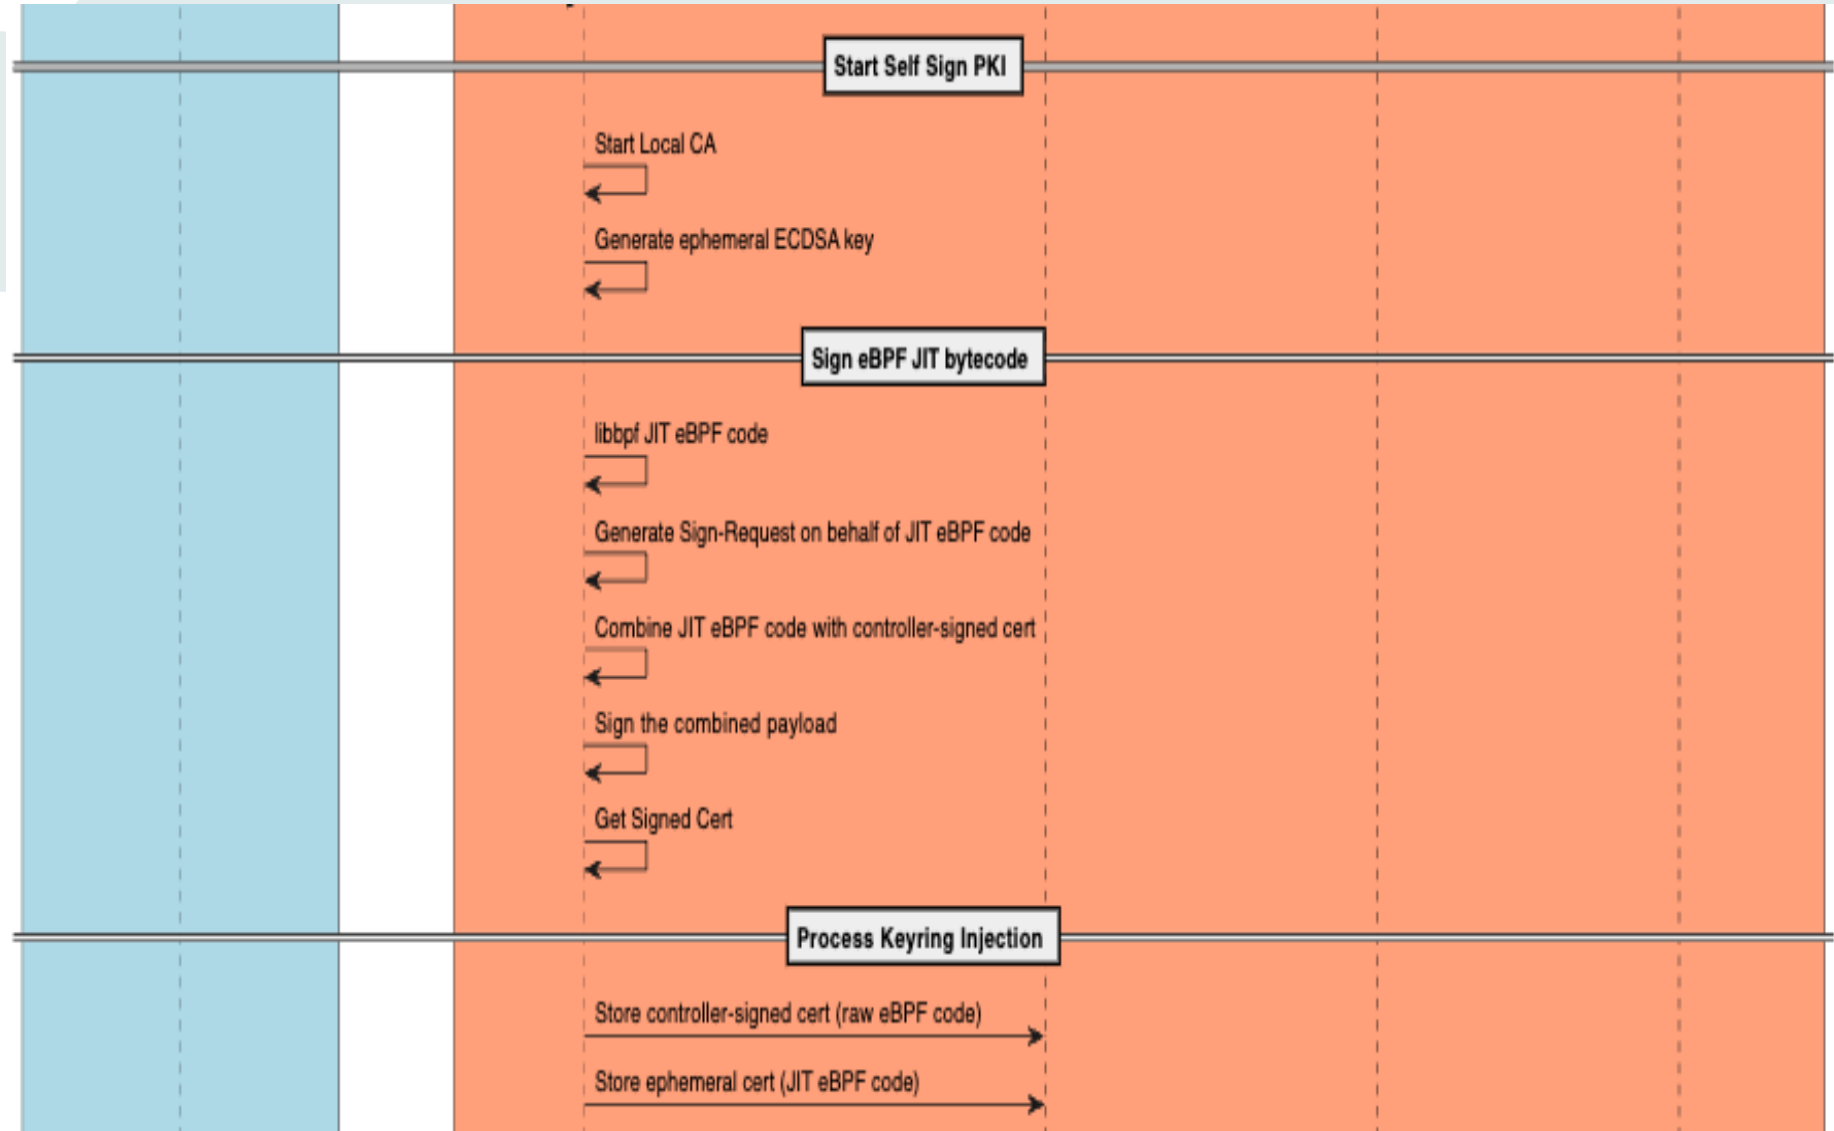 Start Self Sign PKI
Start Local CA
Generate ephemeral ECDSA key
Sign eBPF JIT bytecode
libbpf JIT eBPF code
Generate Sign-Request on behalf of JIT eBPF code
Combine JIT eBPF code with controller-signed cert
Sign the combined payload
Get Signed Cert
Process Keyring Injection
Store controller-signed cert (raw eBPF code)
Store ephemeral cert (JIT eBPF code)